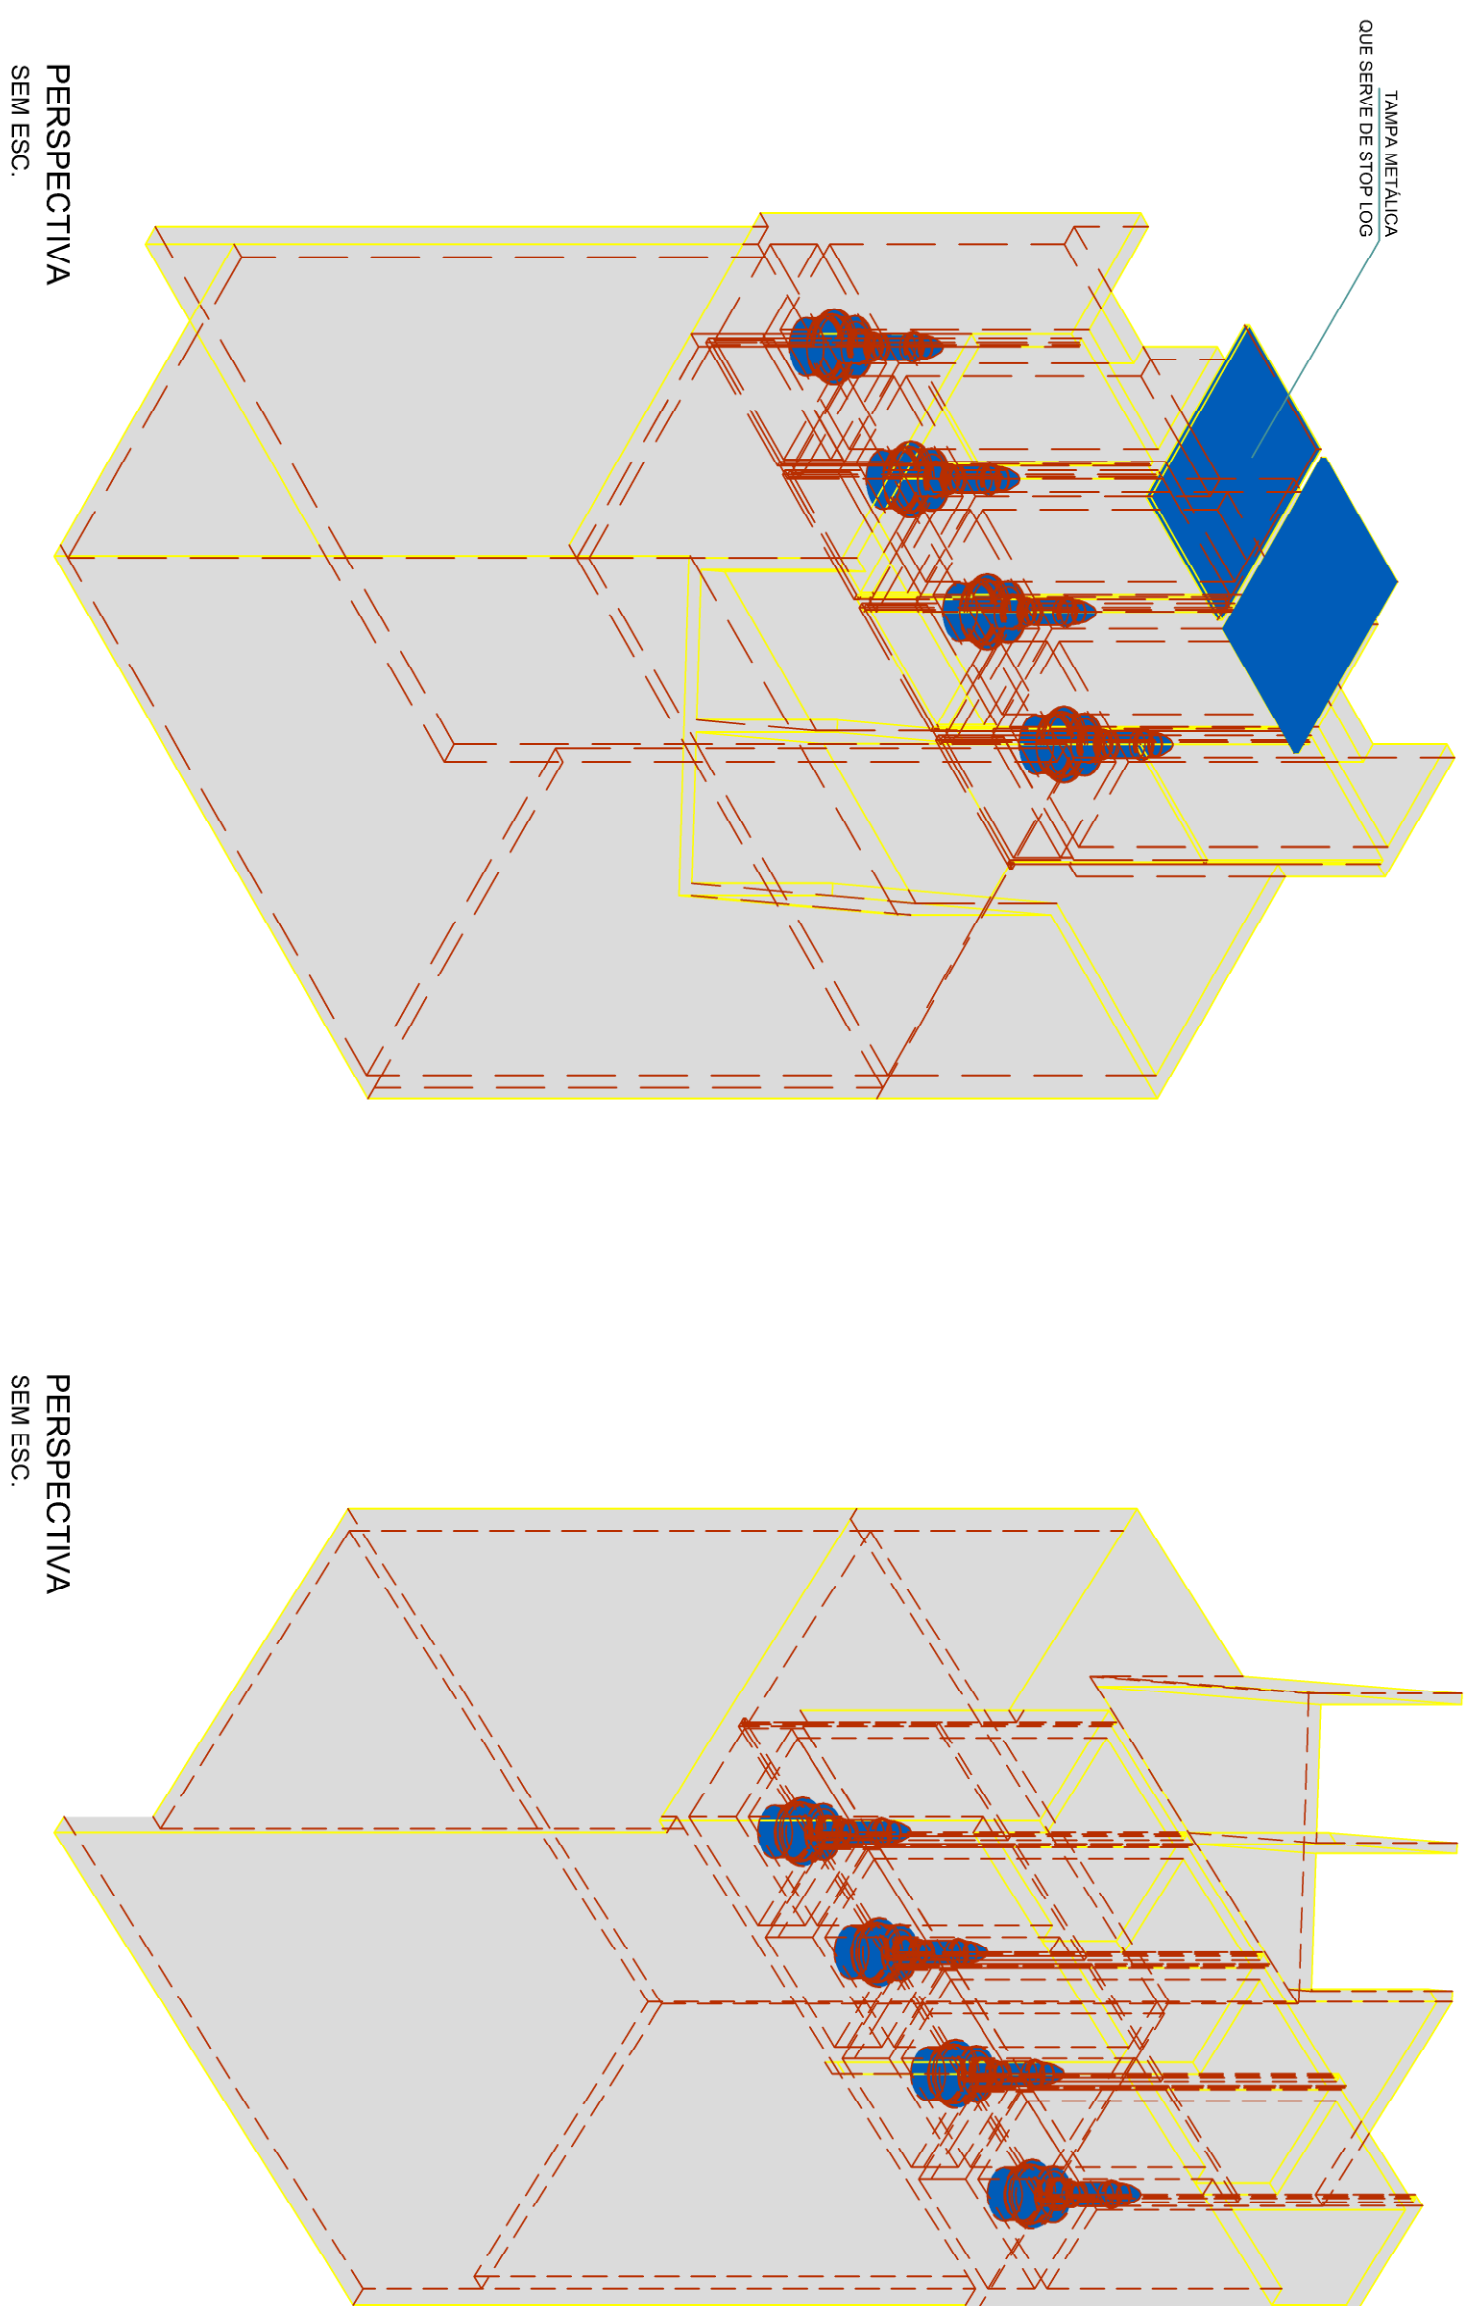 TAMPA METÁLICA
QUE SERVE DE STOP LOG
PERSPECTIVA
SEM ESC.
PERSPECTIVA
SEM ESC.